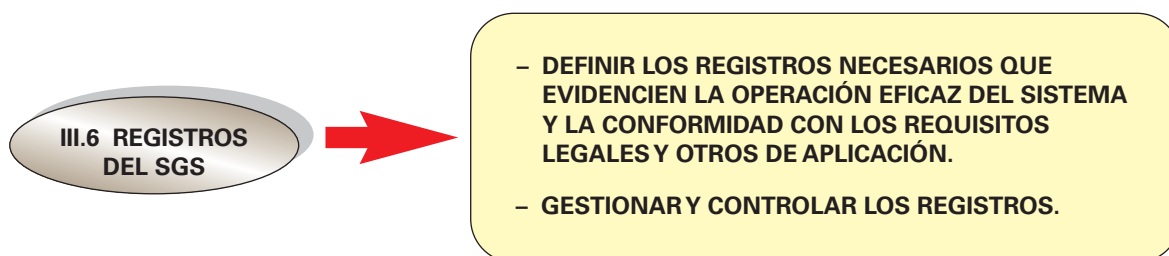 III.6 REGISTROS
DEL SGS
– DEFINIR LOS REGISTROS NECESARIOS QUE
EVIDENCIEN LA OPERACIÓN EFICAZ DEL SISTEMA
Y LA CONFORMIDAD CON LOS REQUISITOS
LEGALES Y OTROS DE APLICACIÓN.
– GESTIONAR Y CONTROLAR LOS REGISTROS.